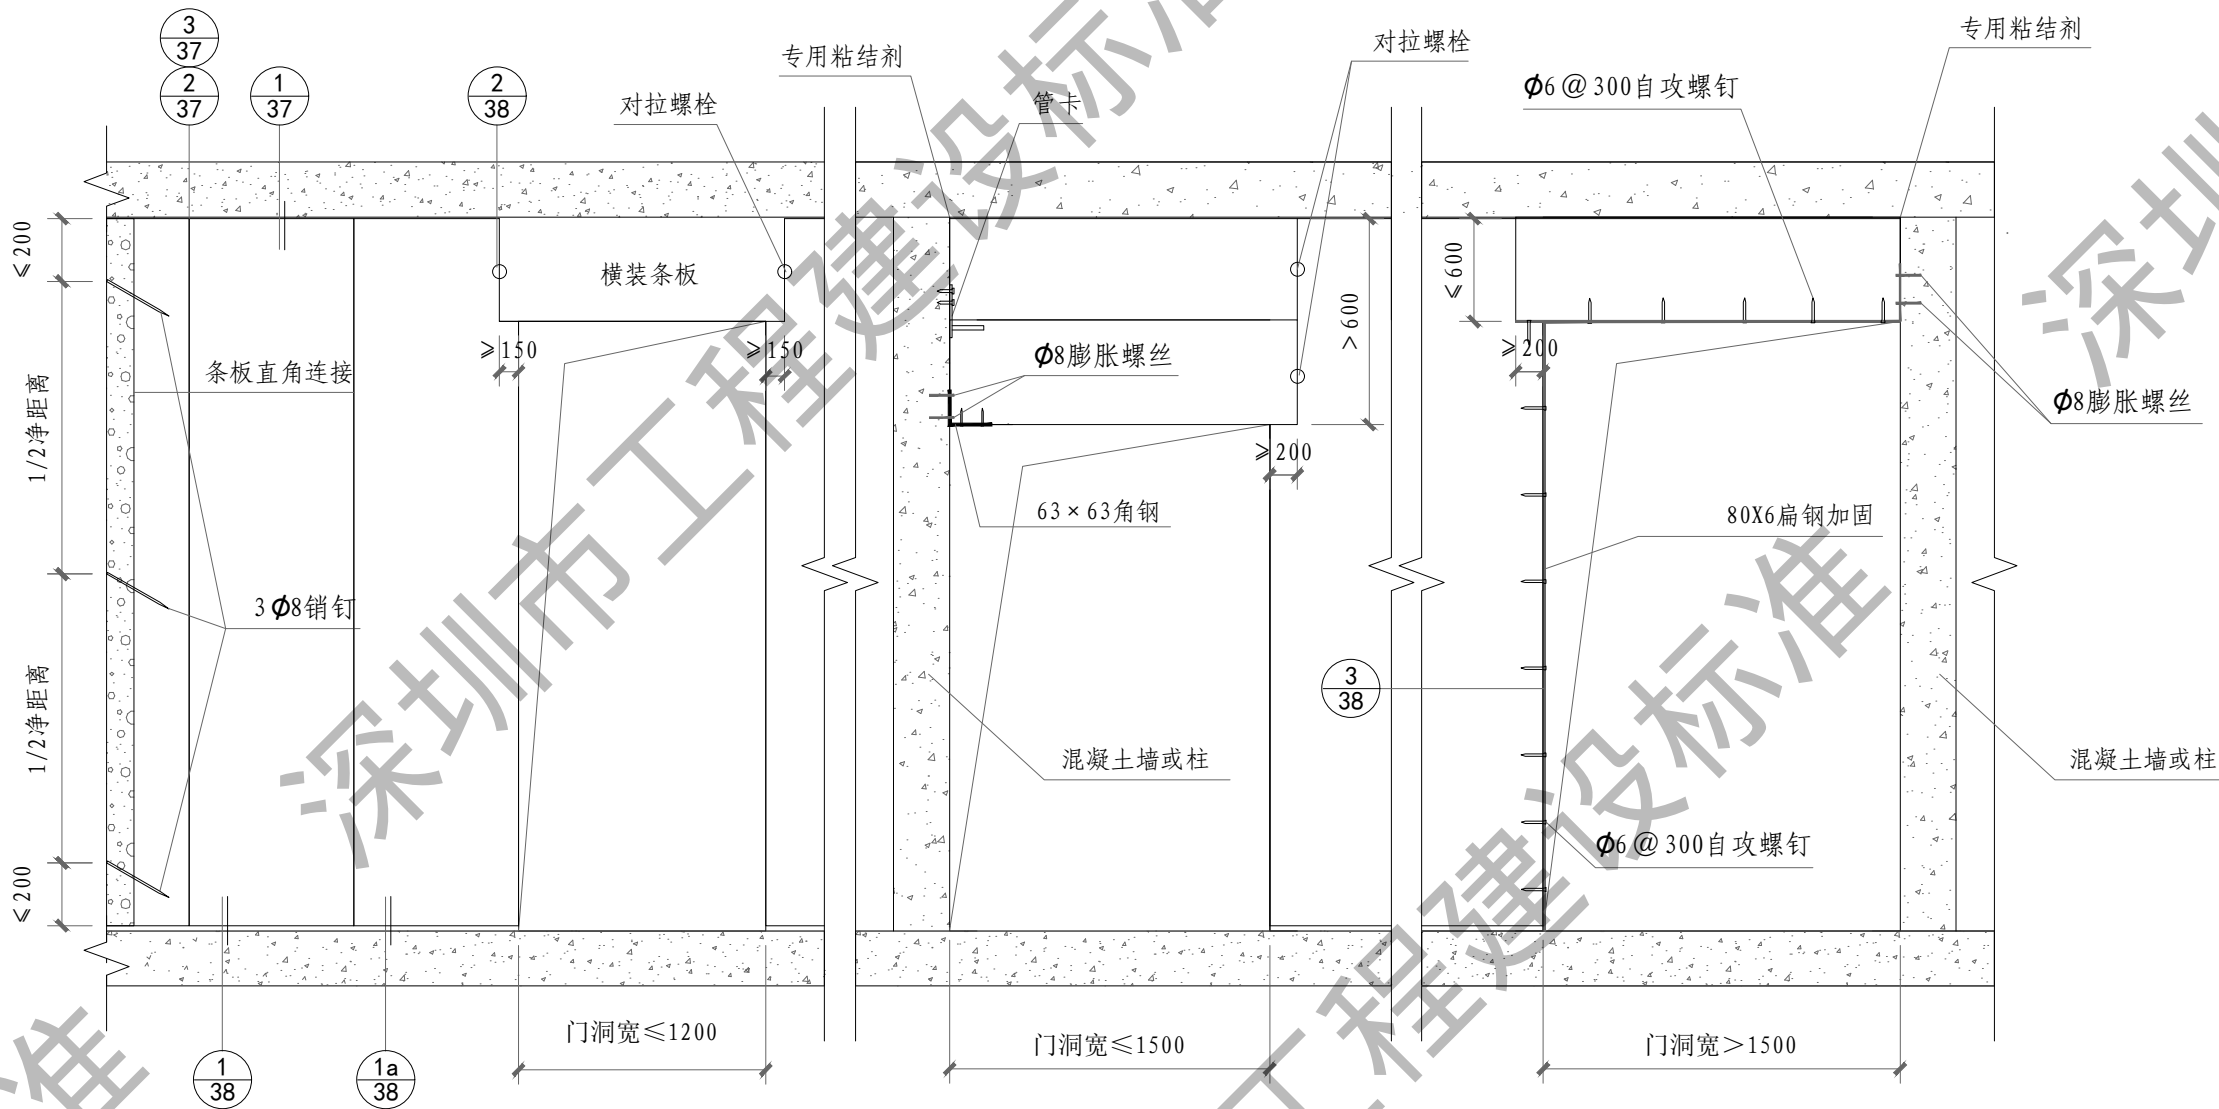 3
37
2
37
1
37
2
38
对拉螺栓
专用粘结剂
管卡
对拉螺栓
Φ6@300自攻螺钉
专用粘结剂
≤200
1/2净距离
1/2净距离
≤200
条板直角连接
3Φ8销钉
横装条板
≥150
≥150
Φ8膨胀螺丝
>600
≥200
63×63角钢
混凝土墙或柱
≤600
≥200
Φ8膨胀螺丝
80X6扁钢加固
3
38
混凝土墙或柱
Φ6@300自攻螺钉
门洞宽≤1200
门洞宽≤1500
门洞宽>1500
1
38
1a
38
深圳市工程建设标准
工程建设标准
深圳
准